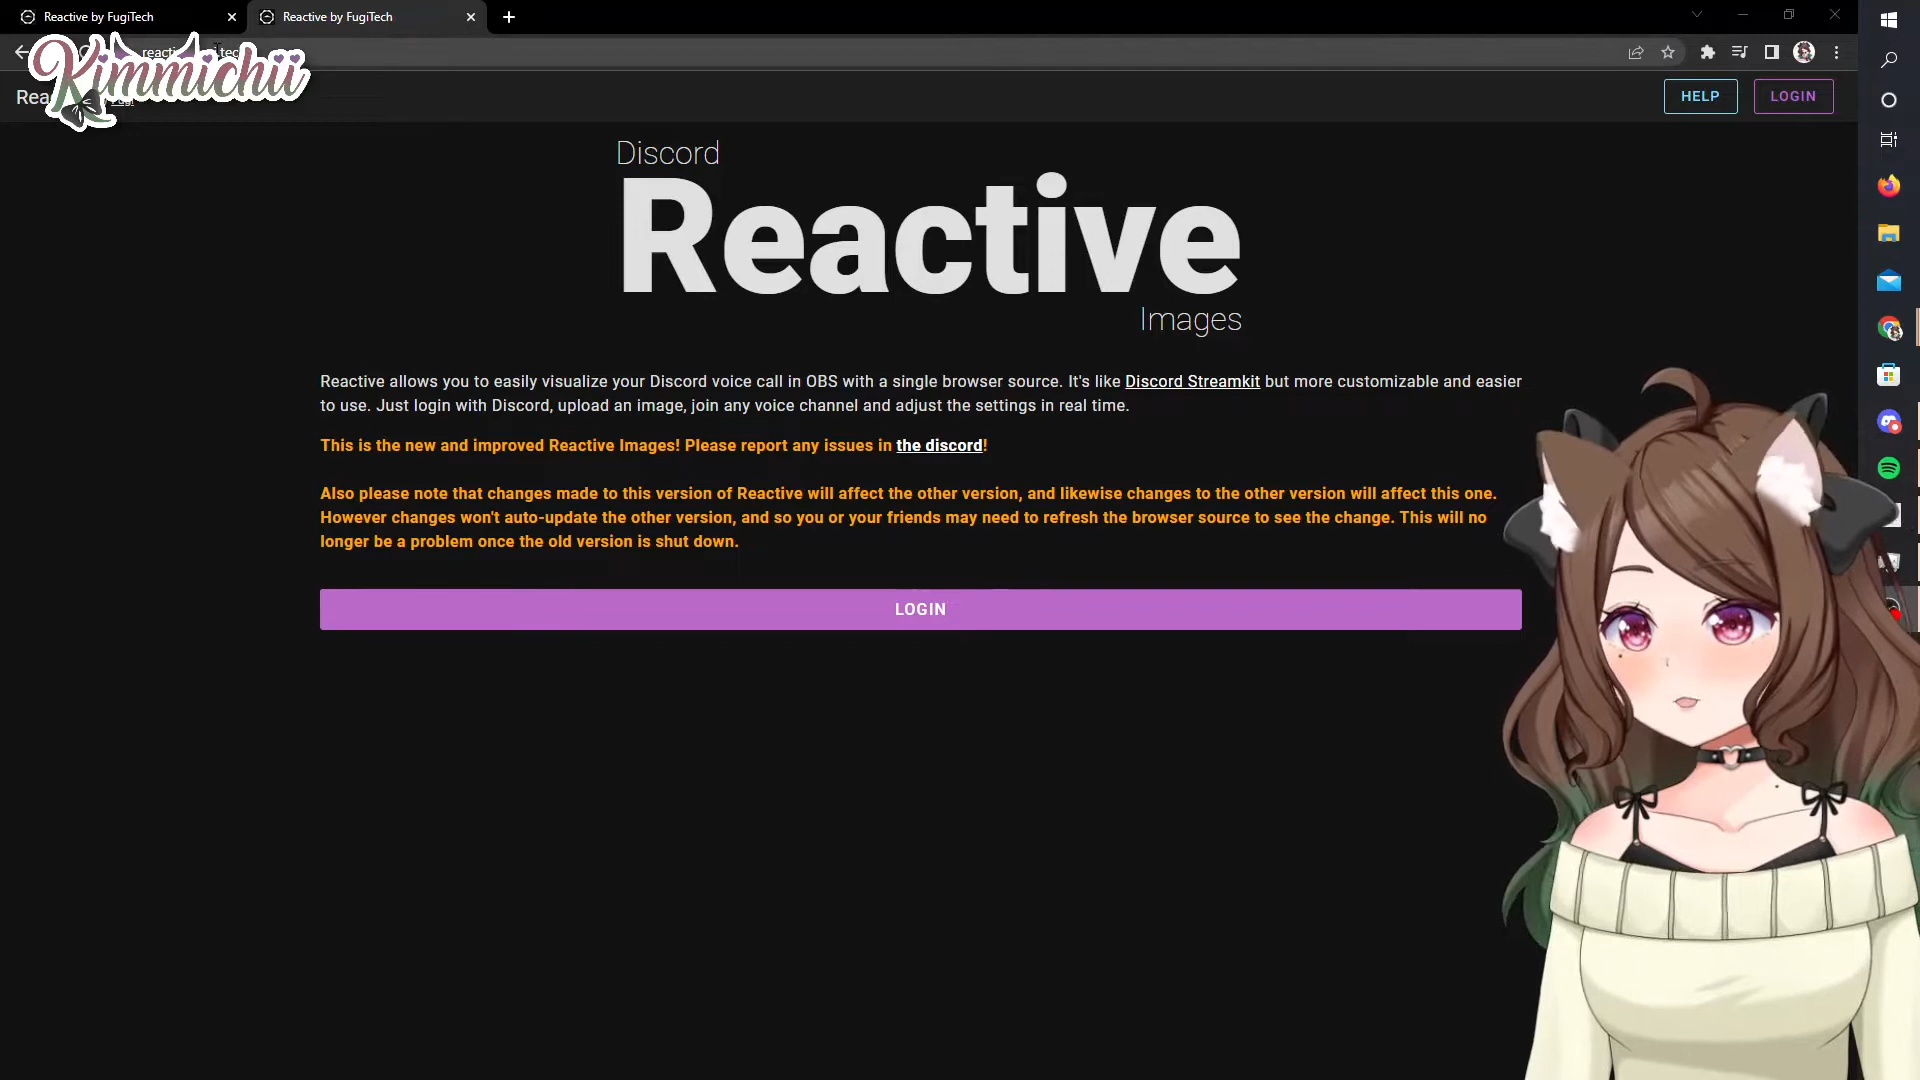 Reactive by FugiTech
Reactive by FugiTech
Kimmichii
HELP
LOGIN
Discord
Reactive
Images
Reactive allows you to easily visualize your Discord voice call in OBS with a single browser source. It's like Discord Streamkit but more customizable and easier
to use. Just login with Discord, upload an image, join any voice channel and adjust the settings in real time.
This is the new and improved Reactive Images! Please report any issues in the discord!
Also please note that changes made to this version of Reactive will affect the other version, and likewise changes to the other version will affect this one.
However changes won't auto-update the other version, and so you or your friends may need to refresh the browser source to see the change. This will no
longer be a problem once the old version is shut down.
LOGIN